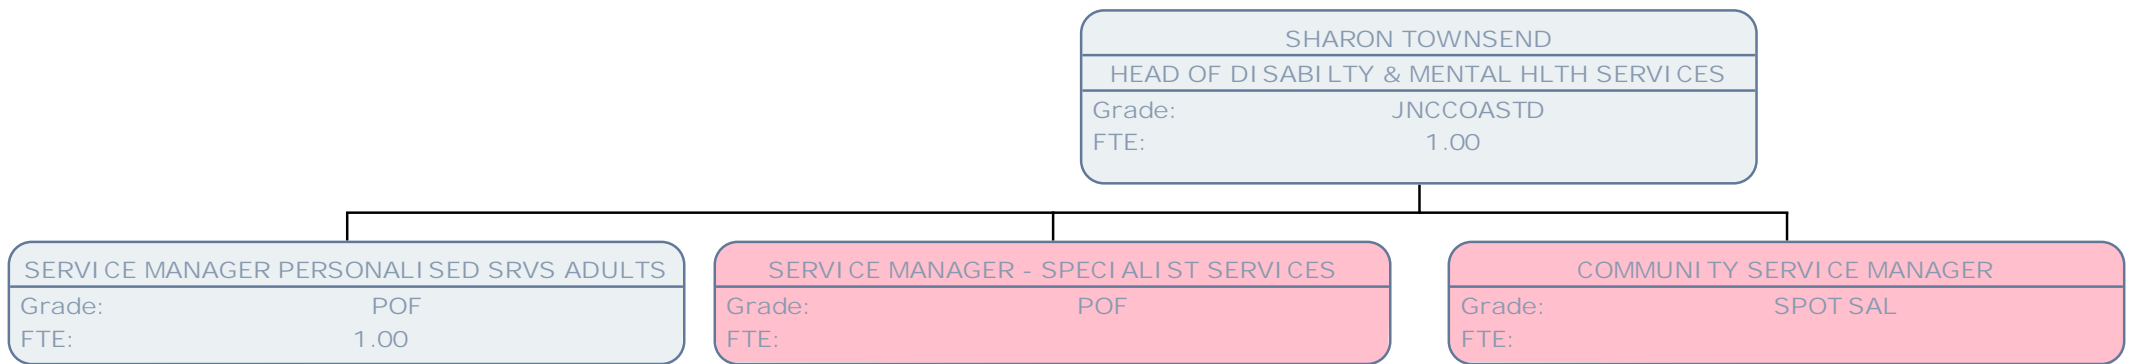 SHARON TOWNSEND
HEAD OF DISABILTY & MENTAL HLTH SERVICES
Grade: JNCCOASTD
FTE: 1.00
SERVICE MANAGER PERSONALISED SRVS ADULTS
Grade: POF
FTE: 1.00
SERVICE MANAGER - SPECIALIST SERVICES
Grade: POF
FTE:
COMMUNITY SERVICE MANAGER
Grade: SPOT SAL
FTE: